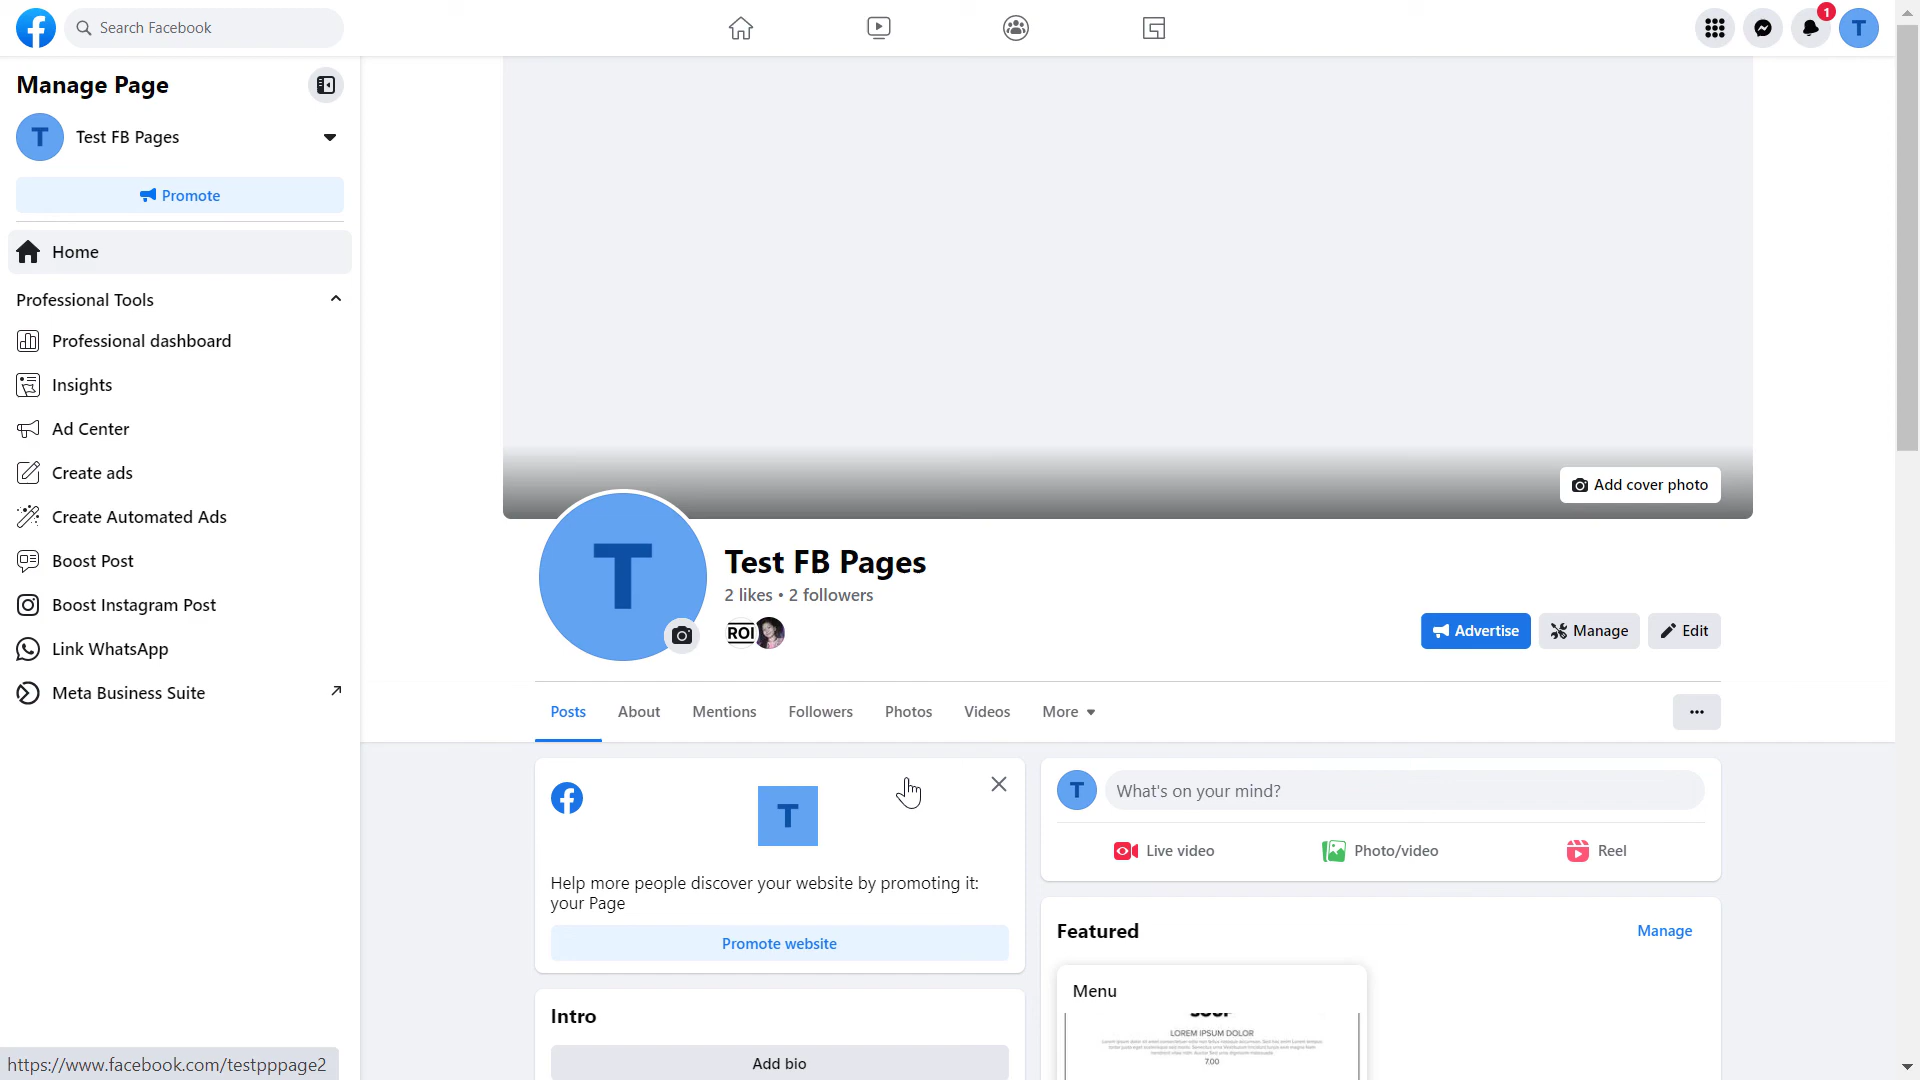 Search Facebook
1
T
Manage Page
T
Test FB Pages
Promote
Home
Professional Tools
Professional dashboard
Insights
Ad Center
Create ads
Create Automated Ads
Boost Post
Boost Instagram Post
Link WhatsApp
Meta Business Suite
Add cover photo
T
Test FB Pages
2 likes • 2 followers
ROI
Advertise
Manage
Edit
Posts
About
Mentions
Followers
Photos
Videos
More
T
Help more people discover your website by promoting it:
your Page
Promote website
Intro
Add bio
T
What's on your mind?
Live video
Photo/video
Reel
Featured
Manage
Menu
LOREM IPSUM DOLOR
7.00
https://www.facebook.com/testpppage2